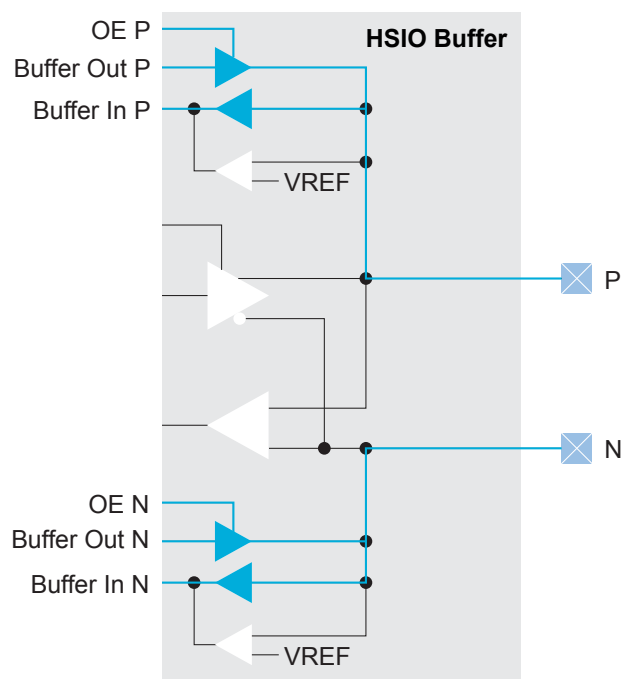 OE P
HSIO Buffer
Buffer Out P
Buffer In P
VREF
P
N
OE N
Buffer Out N
Buffer In N
VREF